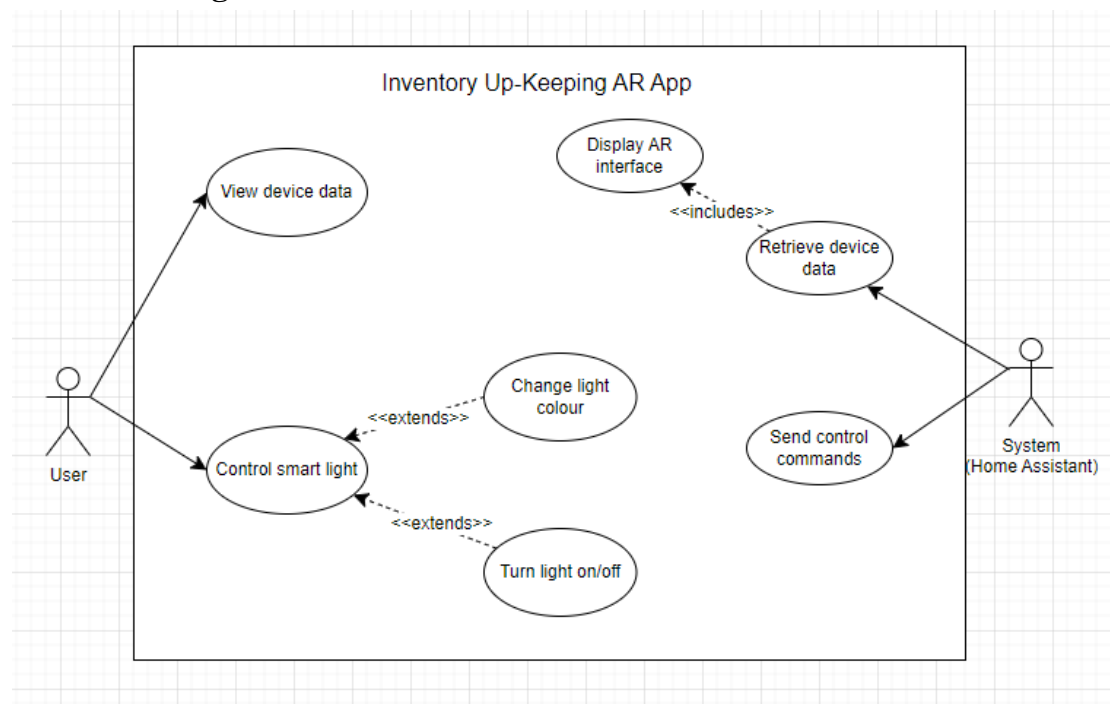 Inventory Up-Keeping AR App
Display AR
interface
View device data
<<includes>>
Retrieve device
data
Change light
colour
<<extends>>
Send control
commands
Control smart light
User
System
(Home Assistant)
<<extends>>
Turn light on/off